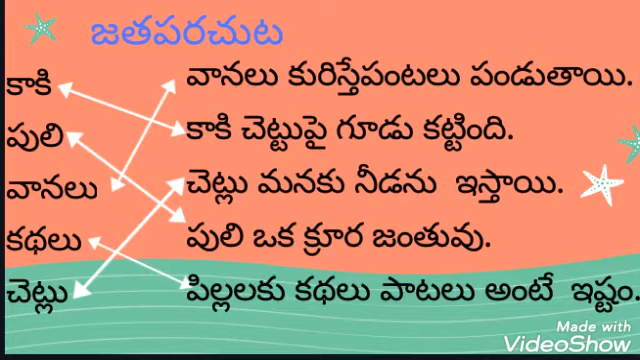 జతపరచుట
కాకి
వానలు కురిస్తేపంటలు పండుతాయి.
పులి
కాకి చెట్టుపై గూడు కట్టింది.
వానలు
చెట్లు మనకు నీడను ఇస్తాయి.
కథలు
పులి ఒక క్రూర జంతువు.
చెట్లు
పిల్లలకు కథలు పాటలు అంటే ఇష్టం.
Made with
VideoShow